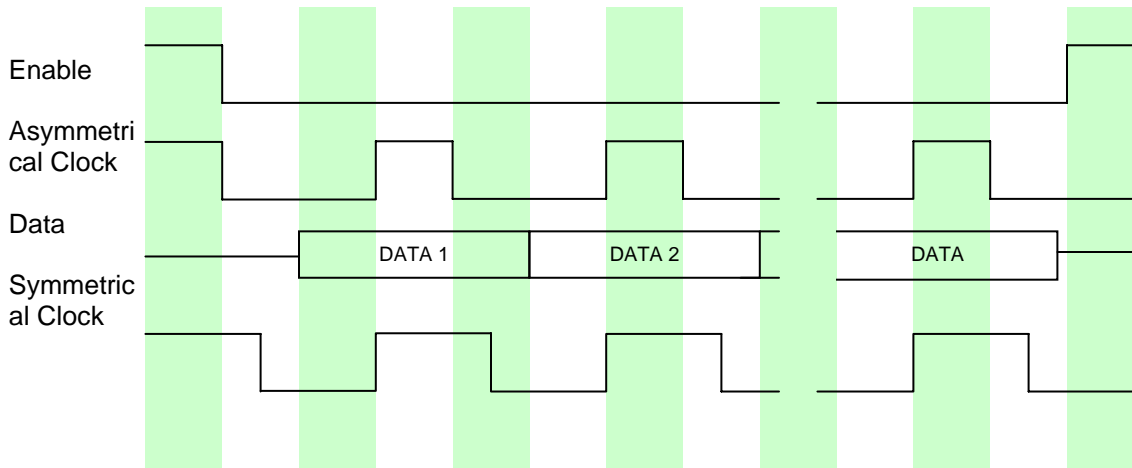 Enable
Asymmetri
cal Clock
Data
DATA 1
DATA 2
DATA
Symmetric
al Clock